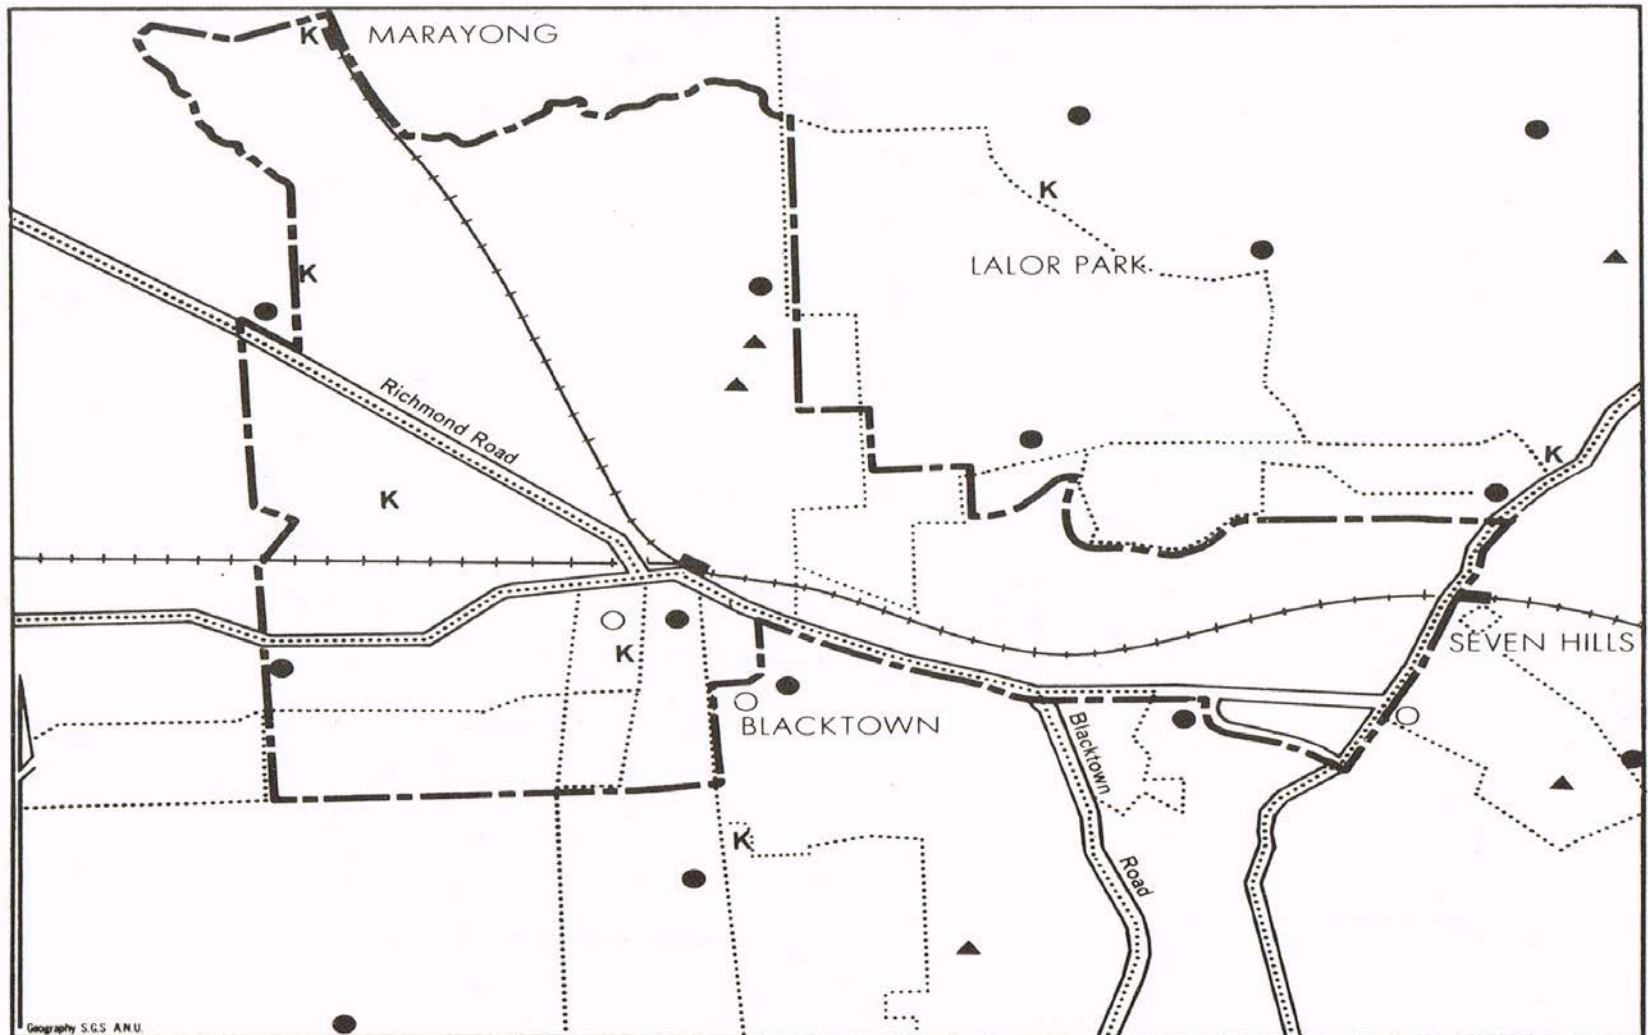 K
MARAYONG
K
LALOR PARK
K
Richmond Road
K
K
K
SEVEN HILLS
BLACKTOWN
Blacktown
Road
K
Geography S.G.S A.N.U.